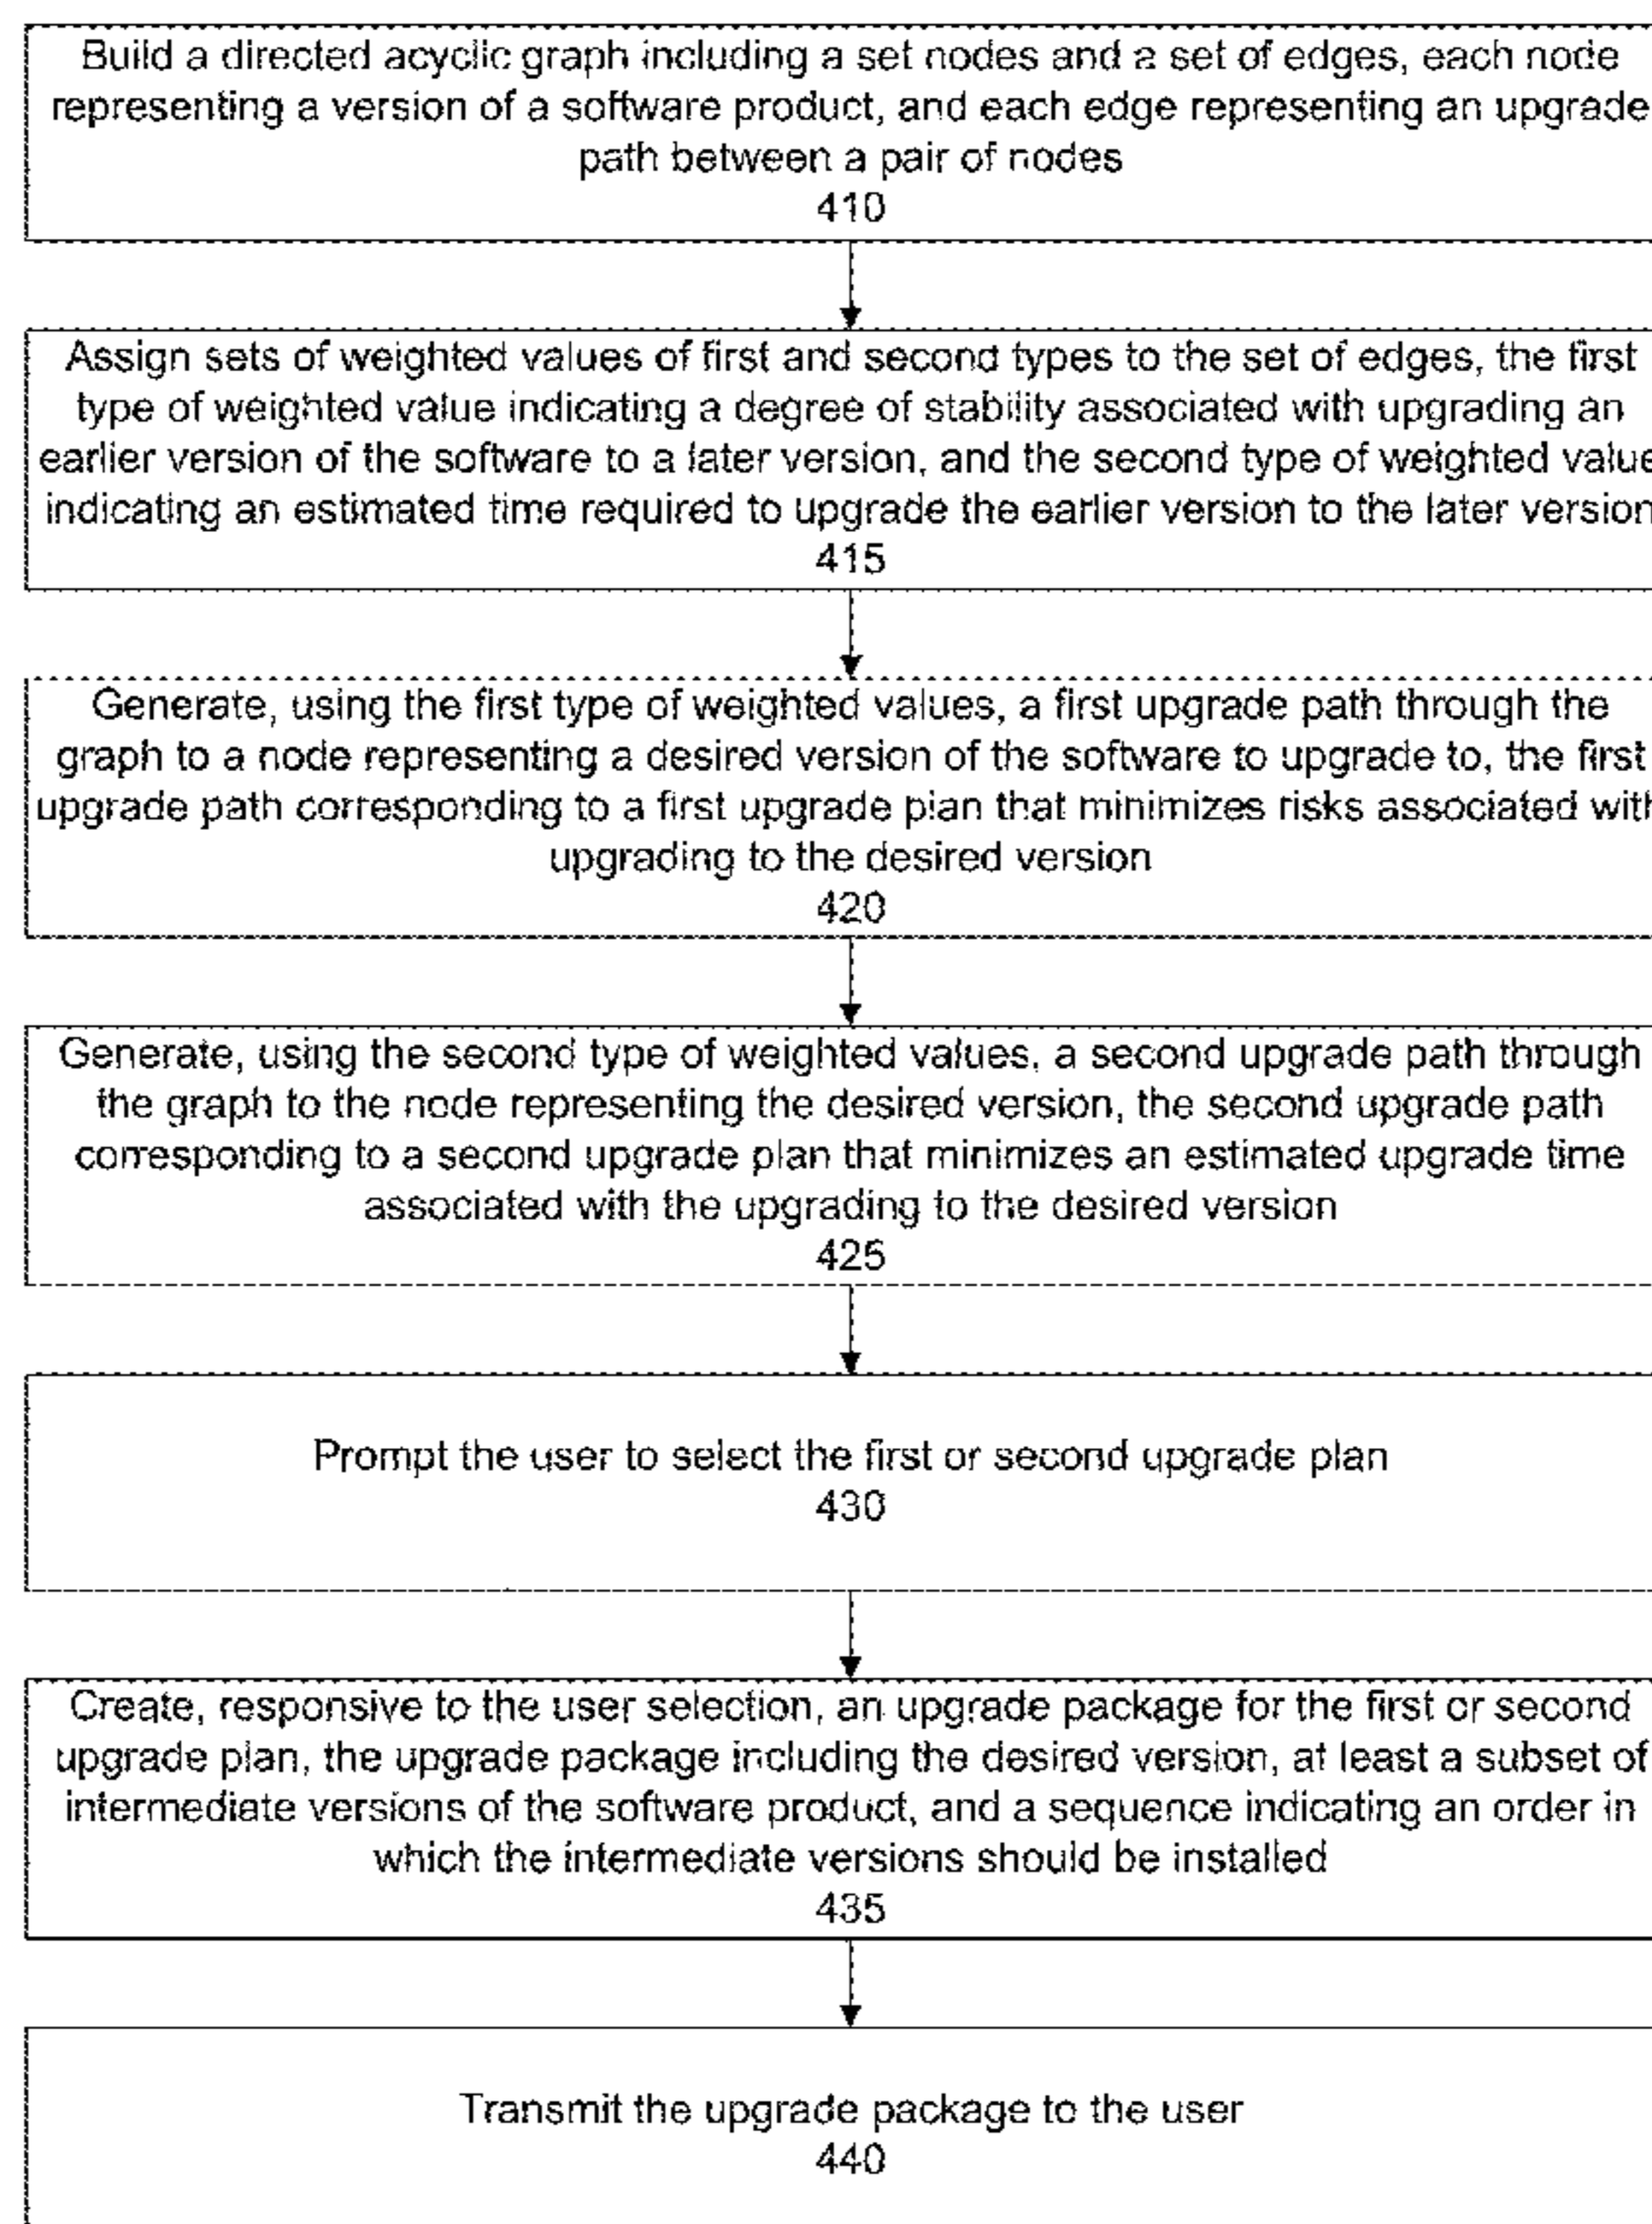 Build a directed acyclic graph including a set nodes and a set of edges, each node
representing a version of a software product, and each edge representing an upgrade
path between a pair of nodes
410
Assign sets of weighted values of first and second types to the set of edges, the first
type of weighted value indicating a degree of stability associated with upgrading an
earlier version of the software to a later version, and the second type of weighted value
indicating an estimated time required to upgrade the earlier version to the later version
415
Generate, using the first type of weighted values, a first upgrade path through the
graph to a node representing a desired version of the software to upgrade to, the first
upgrade path corresponding to a first upgrade plan that minimizes risks associated with
upgrading to the desired version
420
Generate, using the second type of weighted values, a second upgrade path through
the graph to the node representing the desired version, the second upgrade path
corresponding to a second upgrade plan that minimizes an estimated upgrade time
associated with the upgrading to the desired version
425
Prompt the user to select the first or second upgrade plan
430
Create, responsive to the user selection, an upgrade package for the first or second
upgrade plan, the upgrade package including the desired version, at least a subset of
intermediate versions of the software product, and a sequence indicating an order in
which the intermediate versions should be installed
435
Transmit the upgrade package to the user
440